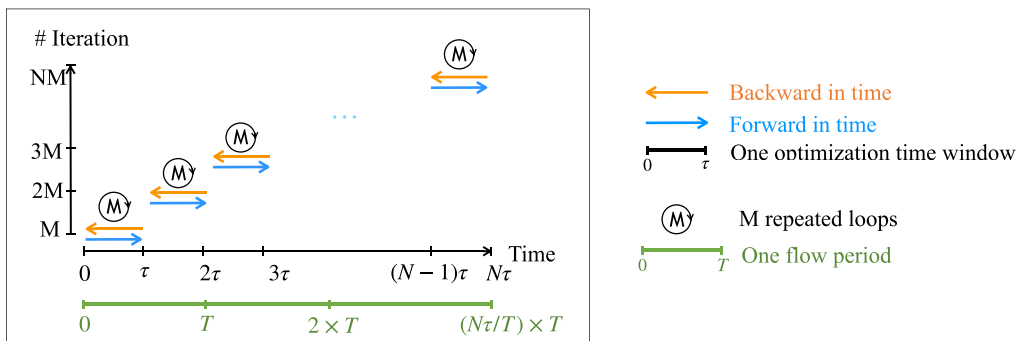 # Iteration
M
NM
Backward in time
Forward in time
M
3M
0 τ One optimization time window
M
2M
M
M
M repeated loops
M
Time
0 τ 2τ 3τ (N − 1)τ Nτ
0 T One flow period
0 T 2 × T (Nτ/T) × T